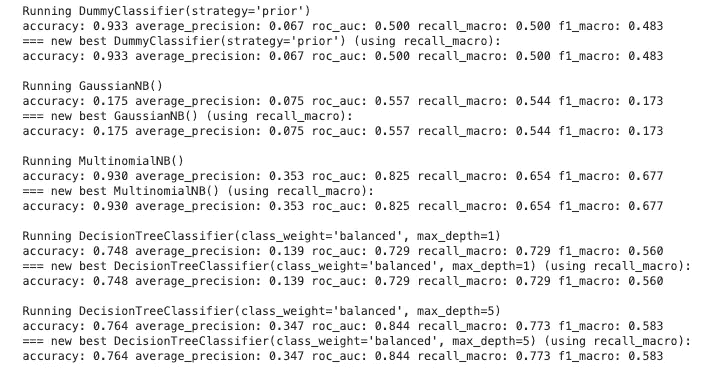 Running DummyClassifier(strategy='prior')
accuracy: 0.933 average_precision: 0.067 roc_auc: 0.500 recall_macro: 0.500 f1_macro: 0.483
=== new best DummyClassifier(strategy='prior') (using recall_macro):
accuracy: 0.933 average_precision: 0.067 roc_auc: 0.500 recall_macro: 0.500 f1_macro: 0.483

Running GaussianNB()
accuracy: 0.175 average_precision: 0.075 roc_auc: 0.557 recall_macro: 0.544 f1_macro: 0.173
=== new best GaussianNB() (using recall_macro):
accuracy: 0.175 average_precision: 0.075 roc_auc: 0.557 recall_macro: 0.544 f1_macro: 0.173

Running MultinomialNB()
accuracy: 0.930 average_precision: 0.353 roc_auc: 0.825 recall_macro: 0.654 f1_macro: 0.677
=== new best MultinomialNB() (using recall_macro):
accuracy: 0.930 average_precision: 0.353 roc_auc: 0.825 recall_macro: 0.654 f1_macro: 0.677

Running DecisionTreeClassifier(class_weight='balanced', max_depth=1)
accuracy: 0.748 average_precision: 0.139 roc_auc: 0.729 recall_macro: 0.729 f1_macro: 0.560
=== new best DecisionTreeClassifier(class_weight='balanced', max_depth=1) (using recall_macro):
accuracy: 0.748 average_precision: 0.139 roc_auc: 0.729 recall_macro: 0.729 f1_macro: 0.560

Running DecisionTreeClassifier(class_weight='balanced', max_depth=5)
accuracy: 0.764 average_precision: 0.347 roc_auc: 0.844 recall_macro: 0.773 f1_macro: 0.583
=== new best DecisionTreeClassifier(class_weight='balanced', max_depth=5) (using recall_macro):
accuracy: 0.764 average_precision: 0.347 roc_auc: 0.844 recall_macro: 0.773 f1_macro: 0.583